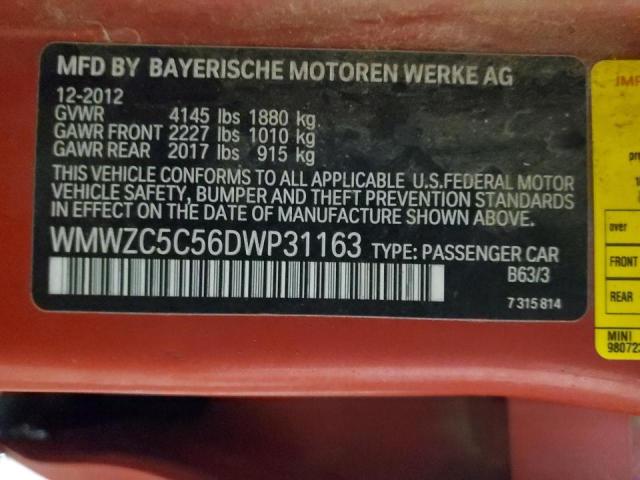 MFD BY BAYERISCHE MOTOREN WERKE AG
12-2012
GVWR 4145 lbs 1880 kg
GAWR FRONT 2227 lbs 1010 kg
GAWR REAR 2017 lbs 915 kg
THIS VEHICLE CONFORMS TO ALL APPLICABLE U.S.FEDERAL MOTOR
VEHICLE SAFETY, BUMPER AND THEFT PREVENTION STANDARDS
IN EFFECT ON THE DATE OF MANUFACTURE SHOWN ABOVE.
WMWZC5C56DWP31163 TYPE: PASSENGER CAR
B63/3
7 315 814
over
FRONT
REAR
MINI